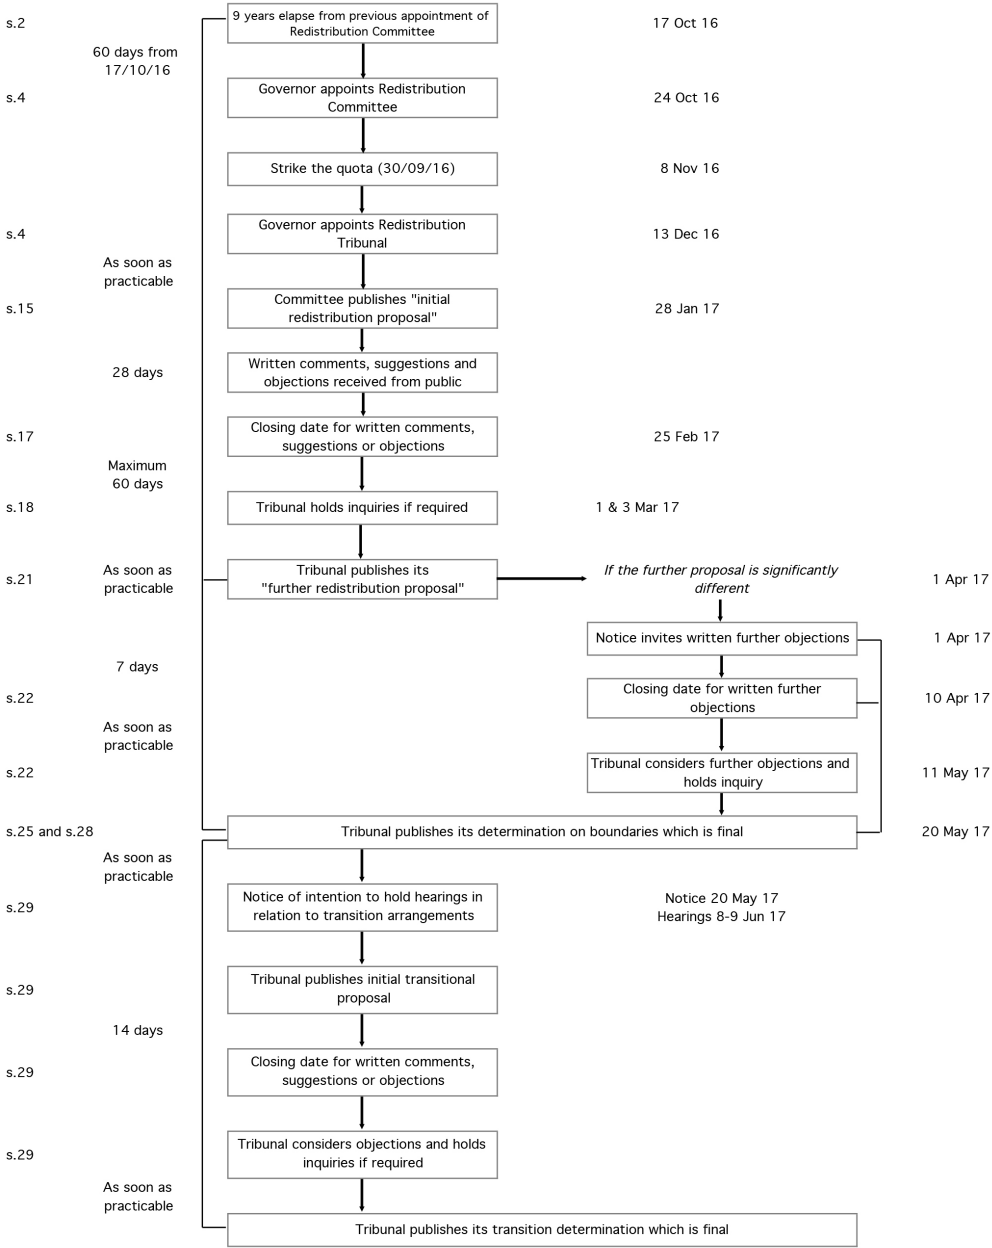 s.2
9 years elapse from previous appointment of
Redistribution Committee
17 Oct 16
60 days from
17/10/16
s.4
Governor appoints Redistribution
Committee
24 Oct 16
Strike the quota (30/09/16)
8 Nov 16
s.4
Governor appoints Redistribution
Tribunal
13 Dec 16
As soon as
practicable
s.15
Committee publishes "initial
redistribution proposal"
28 Jan 17
28 days
Written comments, suggestions and
objections received from public
s.17
Closing date for written comments,
suggestions or objections
25 Feb 17
Maximum
60 days
s.18
Tribunal holds inquiries if required
1 & 3 Mar 17
s.21
As soon as
practicable
Tribunal publishes its
"further redistribution proposal"
If the further proposal is significantly
different
1 Apr 17
Notice invites written further objections
1 Apr 17
7 days
s.22
Closing date for written further
objections
10 Apr 17
As soon as
practicable
s.22
Tribunal considers further objections and
holds inquiry
11 May 17
s.25 and s.28
Tribunal publishes its determination on boundaries which is final
20 May 17
As soon as
practicable
s.29
Notice of intention to hold hearings in
relation to transition arrangements
Notice 20 May 17
Hearings 8-9 Jun 17
s.29
Tribunal publishes initial transitional
proposal
14 days
s.29
Closing date for written comments,
suggestions or objections
s.29
Tribunal considers objections and holds
inquiries if required
As soon as
practicable
Tribunal publishes its transition determination which is final